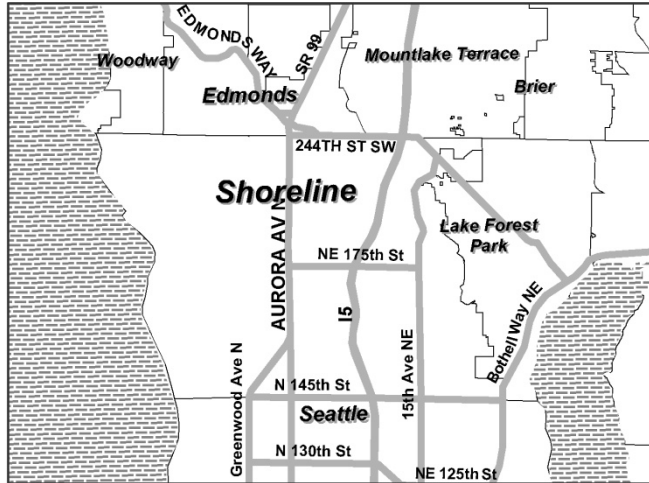 EDMONDS WAY
SR 99
Woodway
Mountlake Terrace
Edmonds
Brier
244TH ST SW
Shoreline
Lake Forest
Park
AURORA AV N
NE 175th St
I5
Bothell Way NE
15th Ave NE
Greenwood Ave N
N 145th St
Seattle
N 130th St
NE 125th St